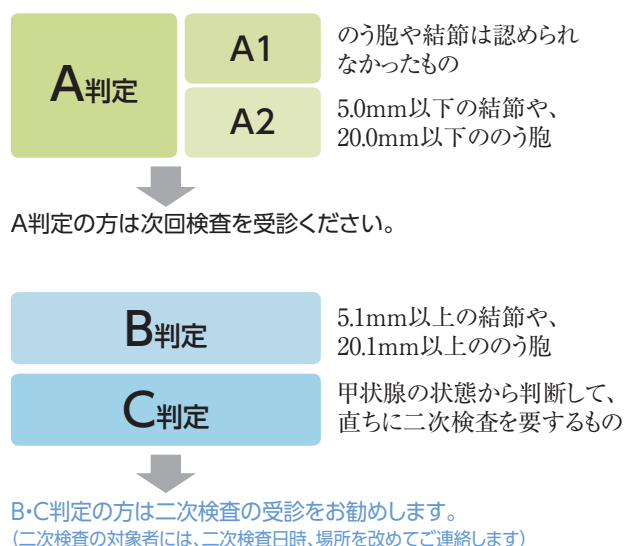 A判定
A1
のう胞や結節は認められ
なかったもの
A2
5.0mm以下の結節や、
20.0mm以下ののう胞
A判定の方は次回検査を受診ください。
B判定
5.1mm以上の結節や、
20.1mm以上ののう胞
C判定
甲状腺の状態から判断して、
直ちに二次検査を要するもの
B・C判定の方は二次検査の受診をお勧めします。
(二次検査の対象者には、二次検査日時、場所を改めてご連絡します)